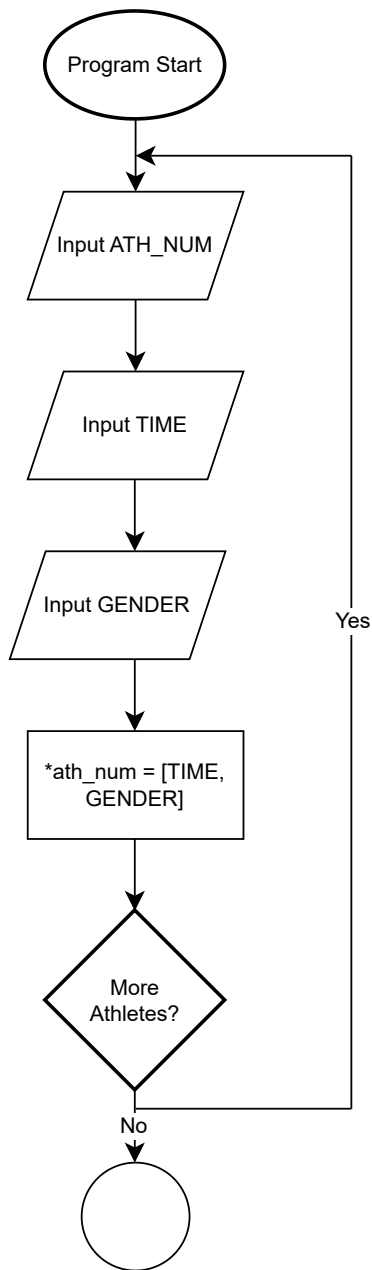 Program Start
Input ATH_NUM
Input TIME
Input GENDER
Yes
*ath_num = [TIME,
GENDER]
More
Athletes?
No